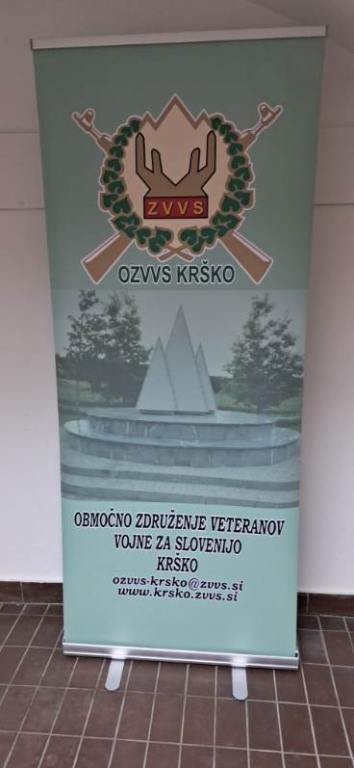 ZVVS
OZVVS KRŠKO
OBMOČNO ZDRUŽENJE VETERANOV
VOJNE ZA SLOVENIJO
KRŠKO
ozvvs-krsko@zvvs.si
www.krsko.zvvs.si